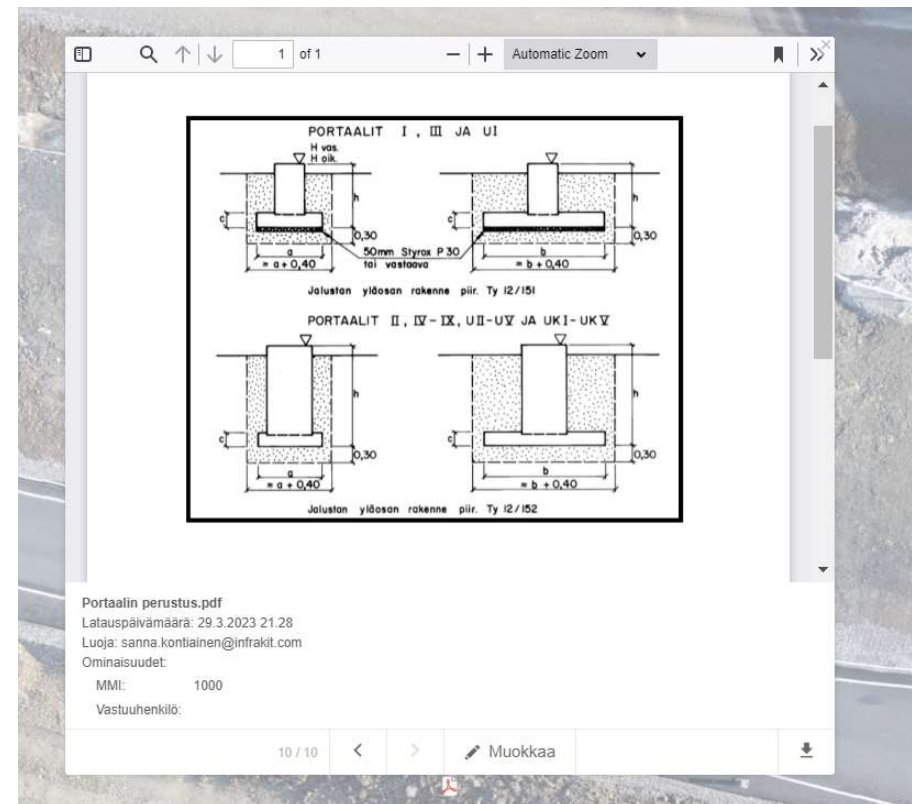 1 of 1
Automatic Zoom
PORTAALIT I, III JA UI
H vas.
H oik.
h
h
c
c
0,30
0,30
a
50mm Styrox P 30
b
= a + 0,40
tai vastaava
= b + 0,40
Jalustan yläosan rakenne piir. Ty 12/151
PORTAALIT II, IV-IX, UII-UV JA UKI-UKV
h
h
c
c
0,30
0,30
a
b
= a + 0,40
= b + 0,40
Jalustan yläosan rakenne piir. Ty 12/152
Portaalin perustus.pdf
Latauspäivämäärä: 29.3.2023 21.28
Luoja: sanna.kontiainen@infrakit.com
Ominaisuudet:
MMI: 1000
Vastuuhenkilö:
10 / 10
Muokkaa